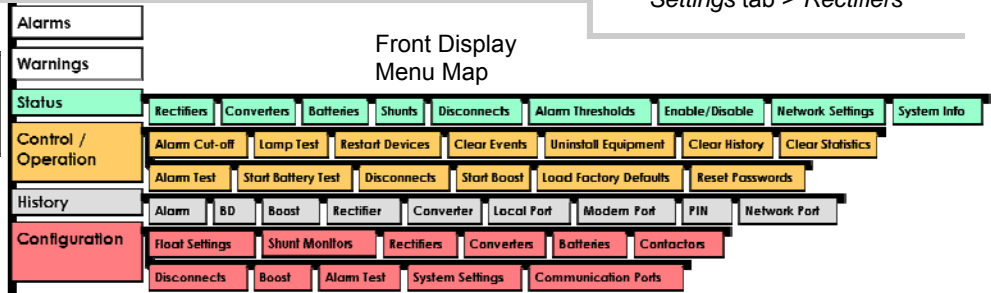 Settings tab > Rectifiers
Front Display
Menu Map
Alarms
Warnings
Status
Rectifiers
Converters
Batteries
Shunts
Disconnects
Alarm Thresholds
Enable/Disable
Network Settings
System Info
Control /
Operation
Alarm Cut-off
Lamp Test
Restart Devices
Clear Events
Uninstall Equipment
Clear History
Clear Statistics
Alarm Test
Start Battery Test
Disconnects
Start Boost
Load Factory Defaults
Reset Passwords
History
Alarm
BD
Boost
Rectifier
Converter
Local Port
Modem Port
PIN
Network Port
Configuration
Float Settings
Shunt Monitors
Rectifiers
Converters
Batteries
Contactors
Disconnects
Boost
Alarm Test
System Settings
Communication Ports